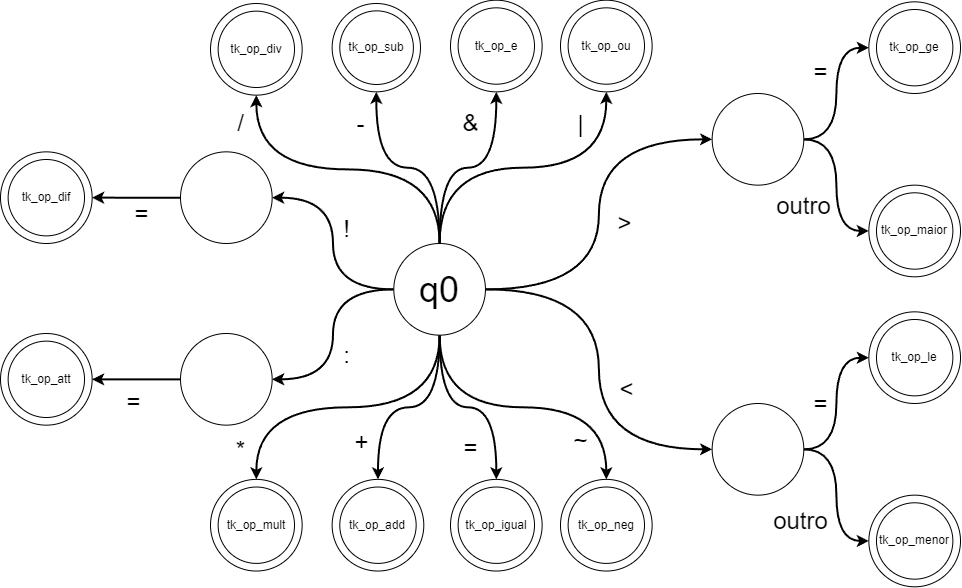 tk_op_div
tk_op_sub
tk_op_e
tk_op_ou
tk_op_ge
=
/
-
&
|
tk_op_dif
=
!
>
outro
tk_op_maior
q0
:
tk_op_att
=
<
=
tk_op_le
*
+
=
~
outro
tk_op_mult
tk_op_add
tk_op_igual
tk_op_neg
tk_op_menor